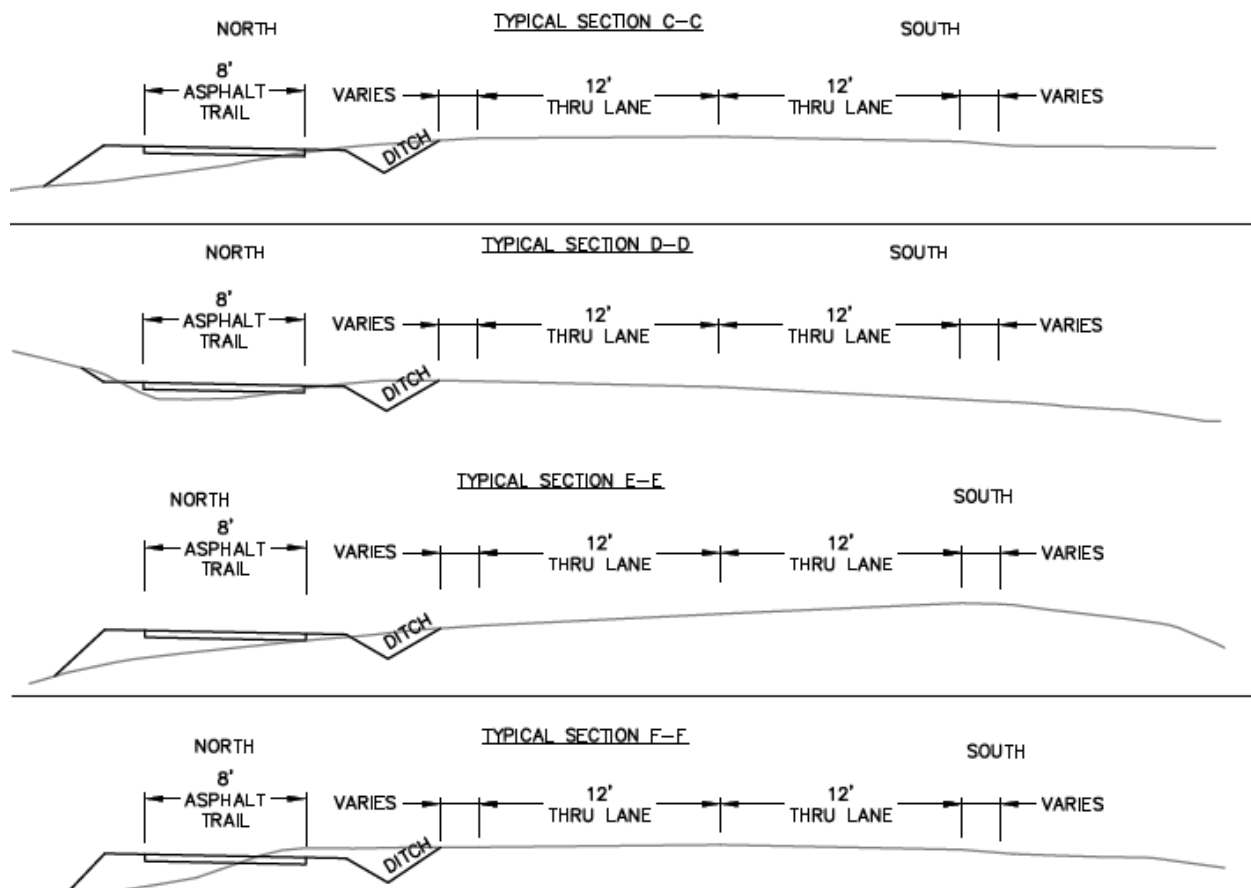 TYPICAL SECTION C-C
NORTH
SOUTH
8'
ASPHALT
TRAIL
VARIES
12'
THRU LANE
12'
THRU LANE
VARIES
DITCH
TYPICAL SECTION D-D
NORTH
SOUTH
8'
ASPHALT
TRAIL
VARIES
12'
THRU LANE
12'
THRU LANE
VARIES
DITCH
TYPICAL SECTION E-E
NORTH
SOUTH
8'
ASPHALT
TRAIL
VARIES
12'
THRU LANE
12'
THRU LANE
VARIES
DITCH
TYPICAL SECTION F-F
NORTH
SOUTH
8'
ASPHALT
TRAIL
VARIES
12'
THRU LANE
12'
THRU LANE
VARIES
DITCH